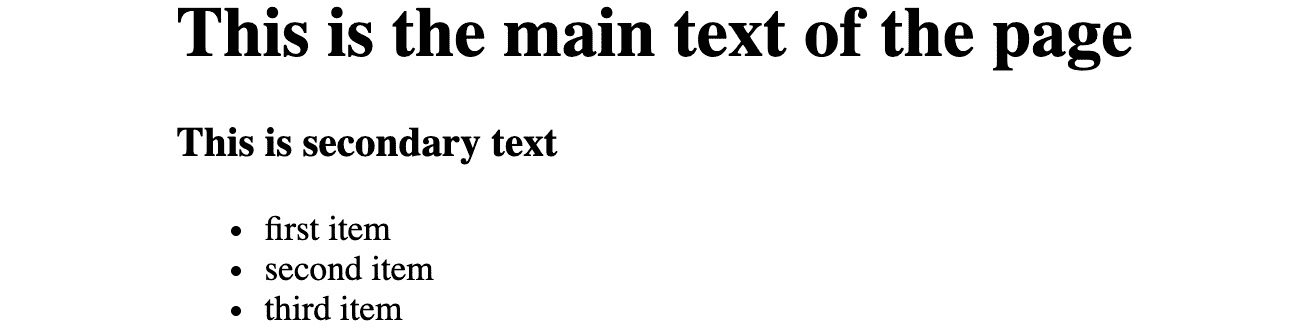 This is the main text of the page
This is secondary text
first item
second item
third item